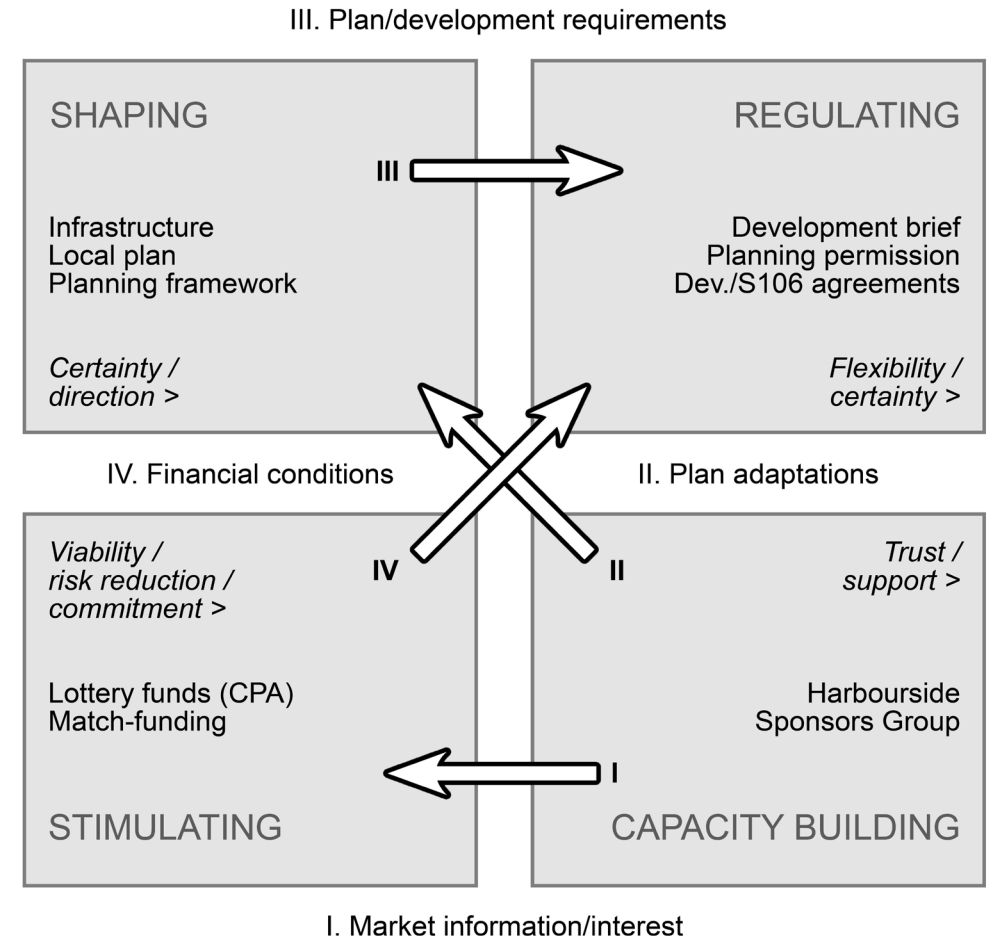 III. Plan/development requirements
SHAPING
REGULATING
III
Infrastructure
Local plan
Planning framework
Development brief
Planning permission
Dev./S106 agreements
Certainty /
direction >
Flexibility /
certainty >
IV. Financial conditions
II. Plan adaptations
Viability /
risk reduction /
commitment >
IV
II
Trust /
support >
Lottery funds (CPA)
Match-funding
Harbourside
Sponsors Group
I
STIMULATING
CAPACITY BUILDING
I. Market information/interest